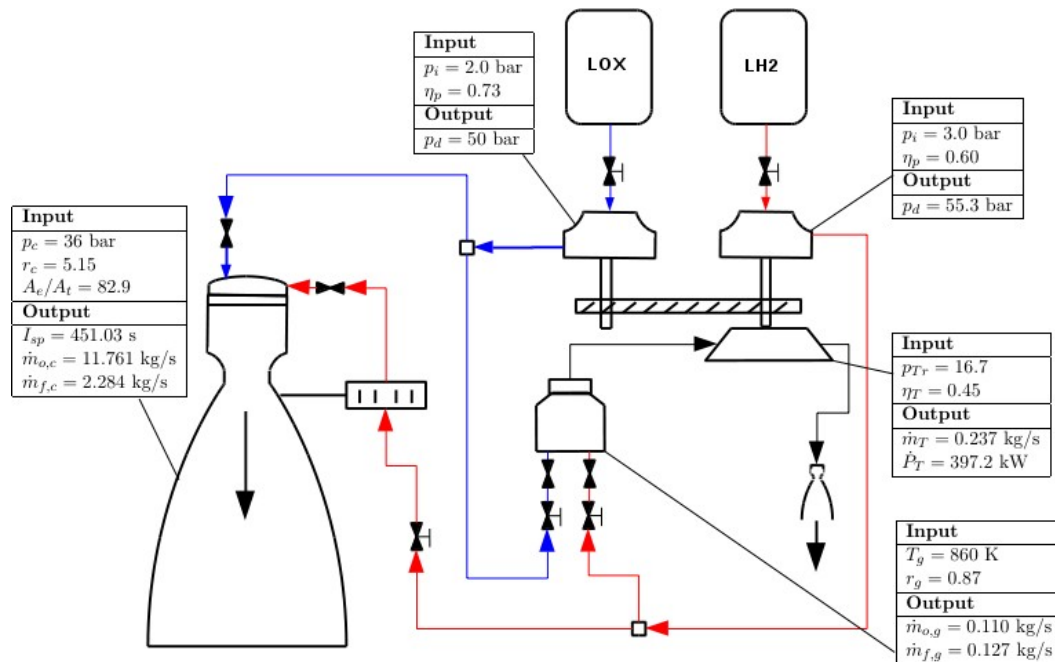 LOX
LH2
Input
p_i = 2.0 bar
η_p = 0.73
Output
p_d = 50 bar
Input
p_i = 3.0 bar
η_p = 0.60
Output
p_d = 55.3 bar
Input
p_c = 36 bar
r_c = 5.15
A_e/A_t = 82.9
Output
I_sp = 451.03 s
ṁ_o,c = 11.761 kg/s
ṁ_f,c = 2.284 kg/s
Input
p_Tr = 16.7
η_T = 0.45
Output
ṁ_T = 0.237 kg/s
Ṗ_T = 397.2 kW
Input
T_g = 860 K
r_g = 0.87
Output
ṁ_o,g = 0.110 kg/s
ṁ_f,g = 0.127 kg/s